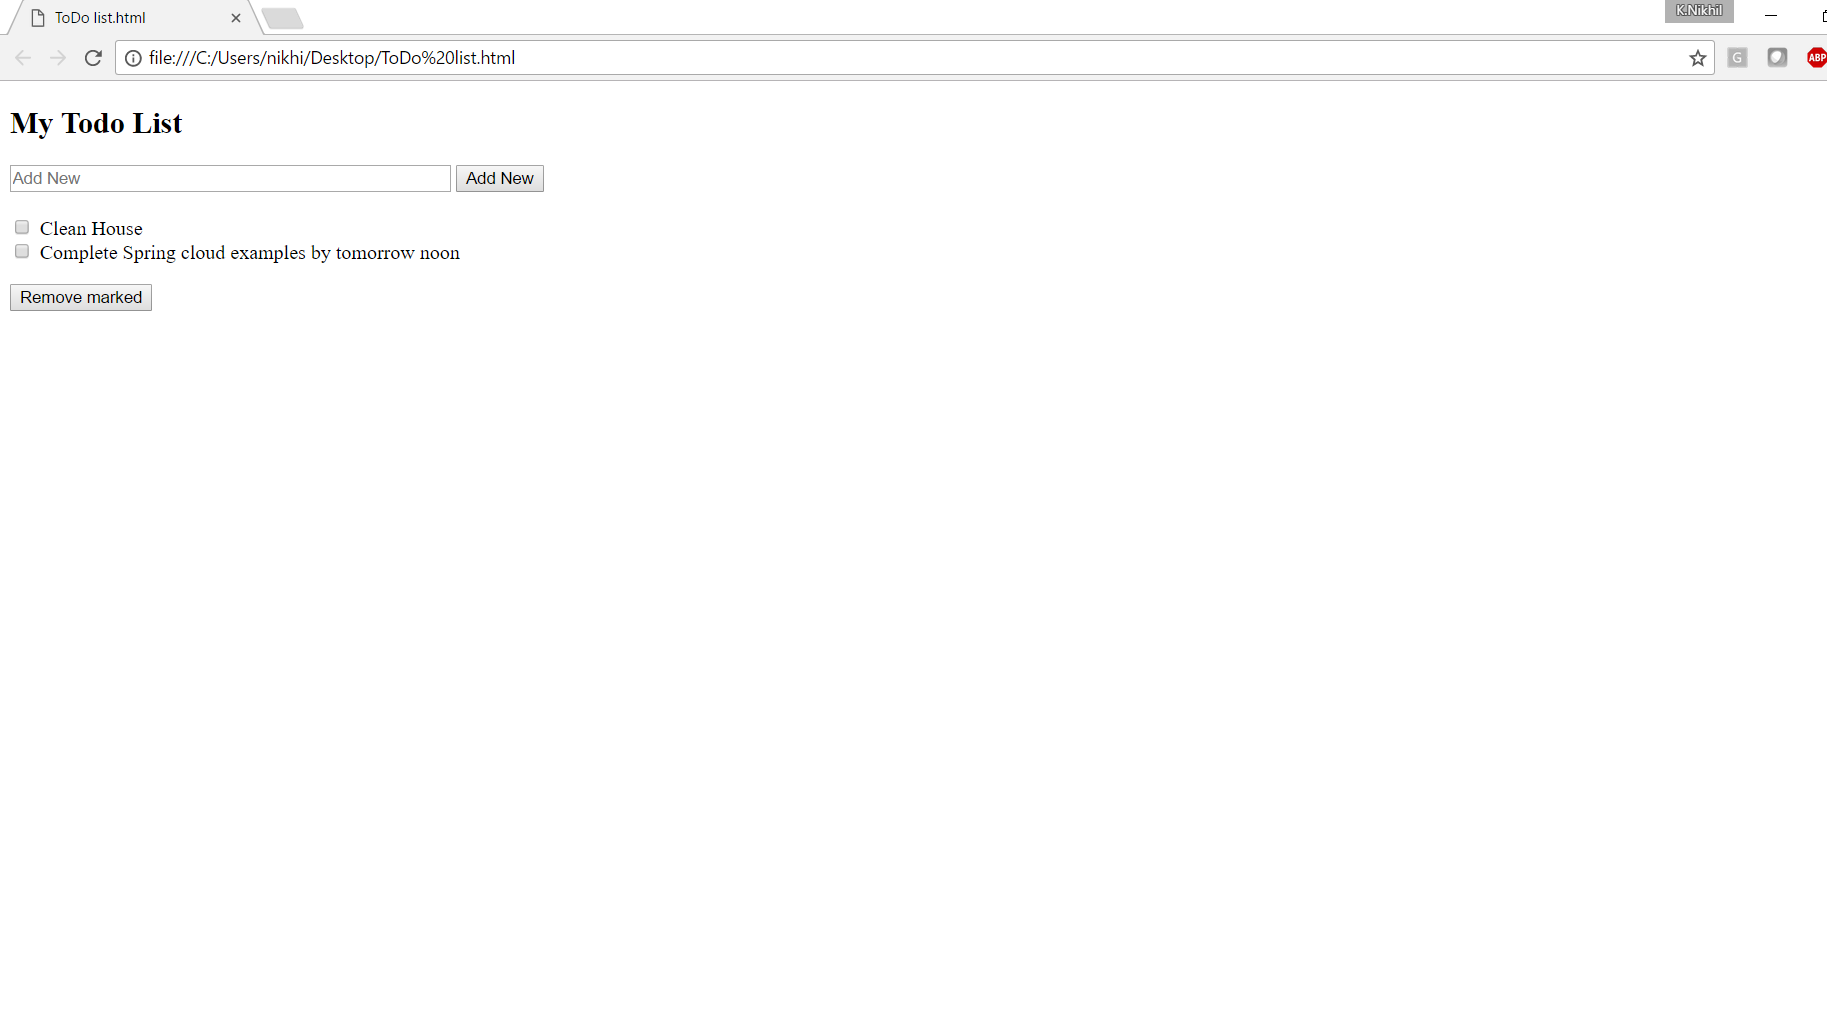 ToDo list.html
K.Nikhil
file:///C:/Users/nikhi/Desktop/ToDo%20list.html
G
ABP
My Todo List
Add New Add New
Clean House
Complete Spring cloud examples by tomorrow noon
Remove marked